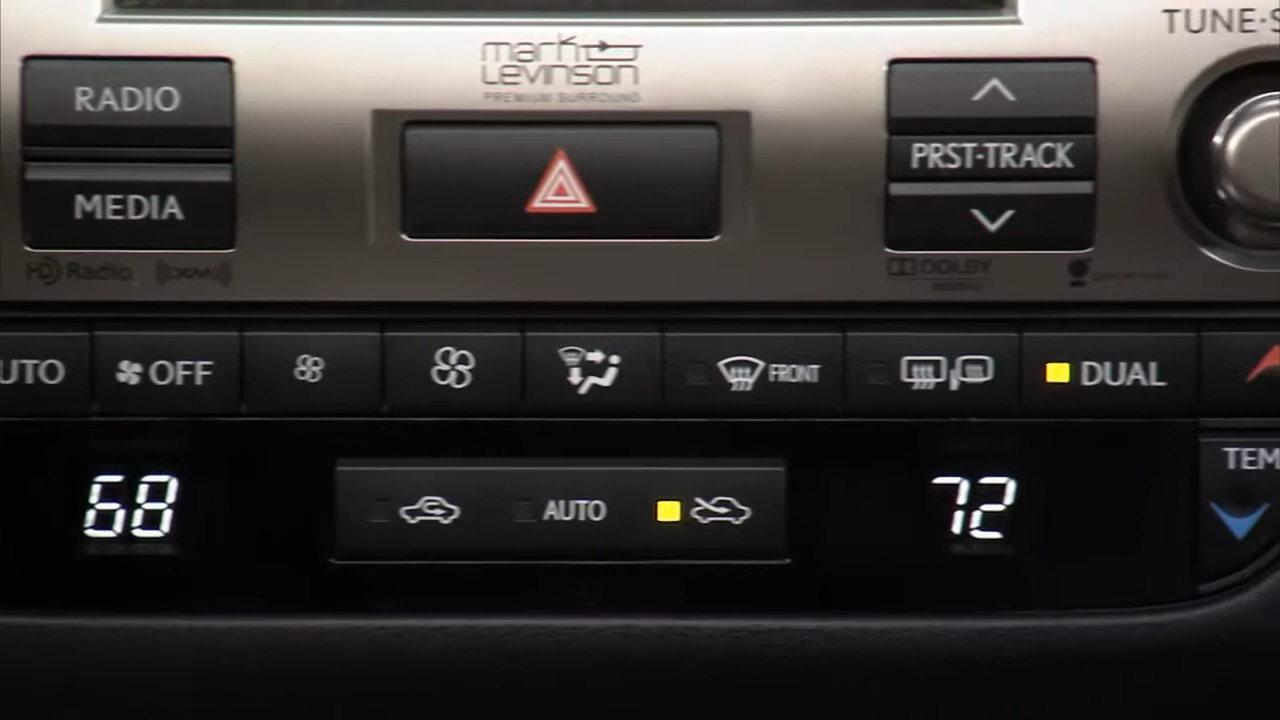 TUNE·S
mark
Levinson
PREMIUM SURROUND
RADIO
PRST-TRACK
MEDIA
HD Radio
DOLBY
UTO
OFF
FRONT
DUAL
TEM
68
AUTO
72